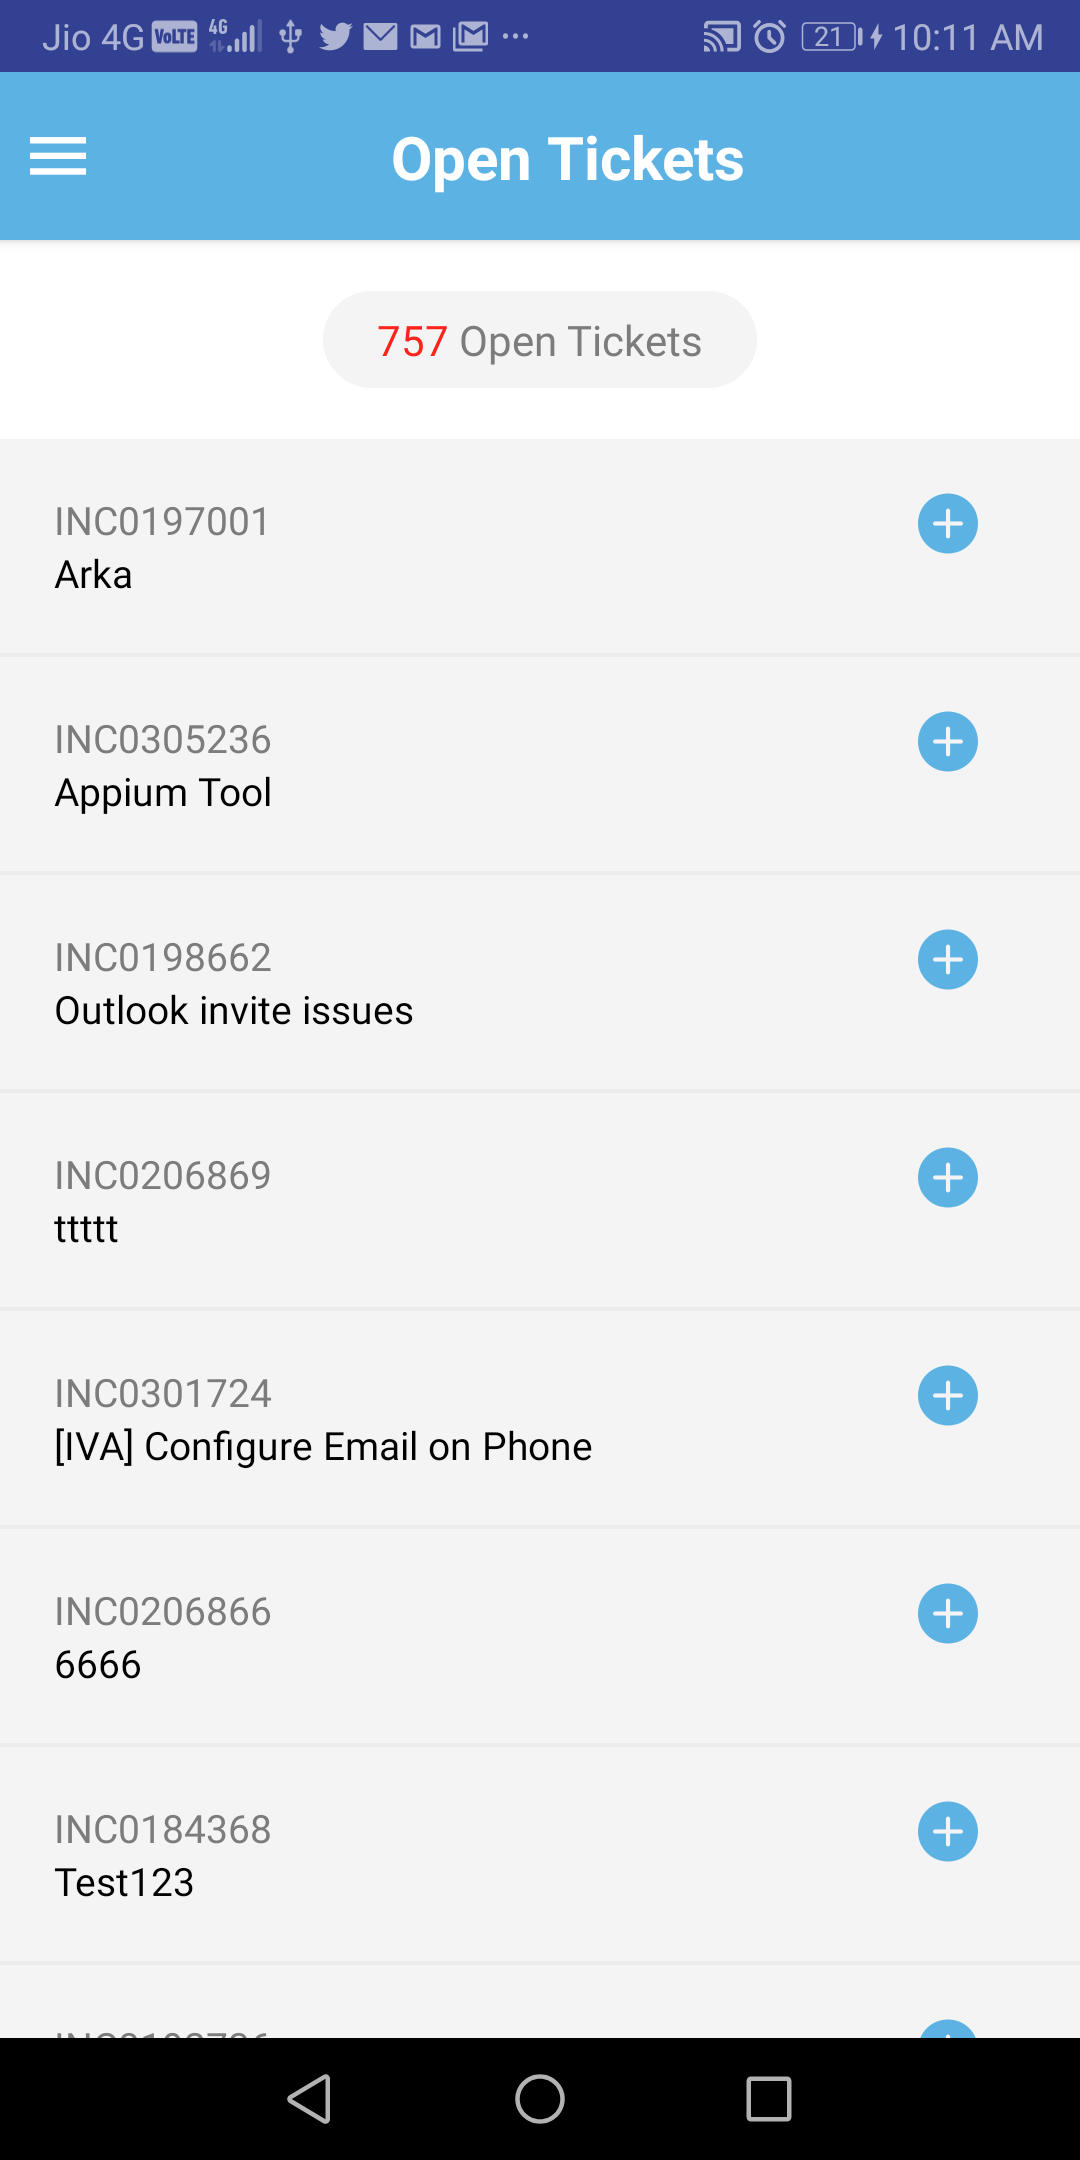 Jio 4G VoLTE 4G 21 10:11 AM
Open Tickets
757 Open Tickets
INC0197001
Arka
INC0305236
Appium Tool
INC0198662
Outlook invite issues
INC0206869
ttttt
INC0301724
[IVA] Configure Email on Phone
INC0206866
6666
INC0184368
Test123